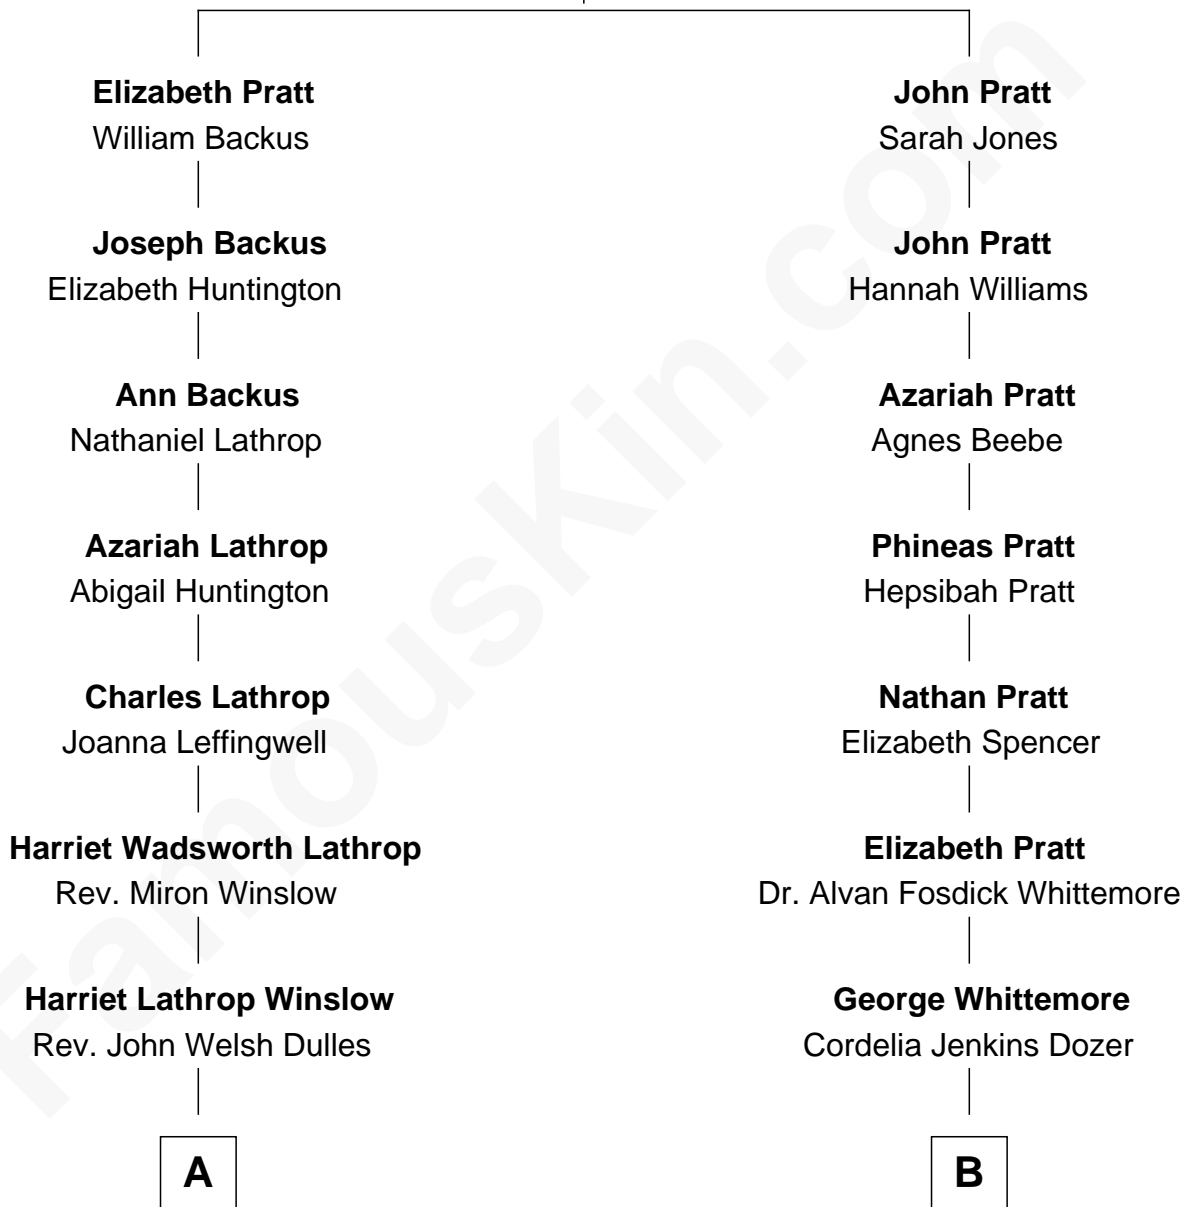 Elizabeth Pratt
William Backus
Joseph Backus
Elizabeth Huntington
Ann Backus
Nathaniel Lathrop
Azariah Lathrop
Abigail Huntington
Charles Lathrop
Joanna Leffingwell
Harriet Wadsworth Lathrop
Rev. Miron Winslow
Harriet Lathrop Winslow
Rev. John Welsh Dulles
A
John Pratt
Sarah Jones
John Pratt
Hannah Williams
Azariah Pratt
Agnes Beebe
Phineas Pratt
Hepsibah Pratt
Nathan Pratt
Elizabeth Spencer
Elizabeth Pratt
Dr. Alvan Fosdick Whittemore
George Whittemore
Cordelia Jenkins Dozer
B
FamousKin.com